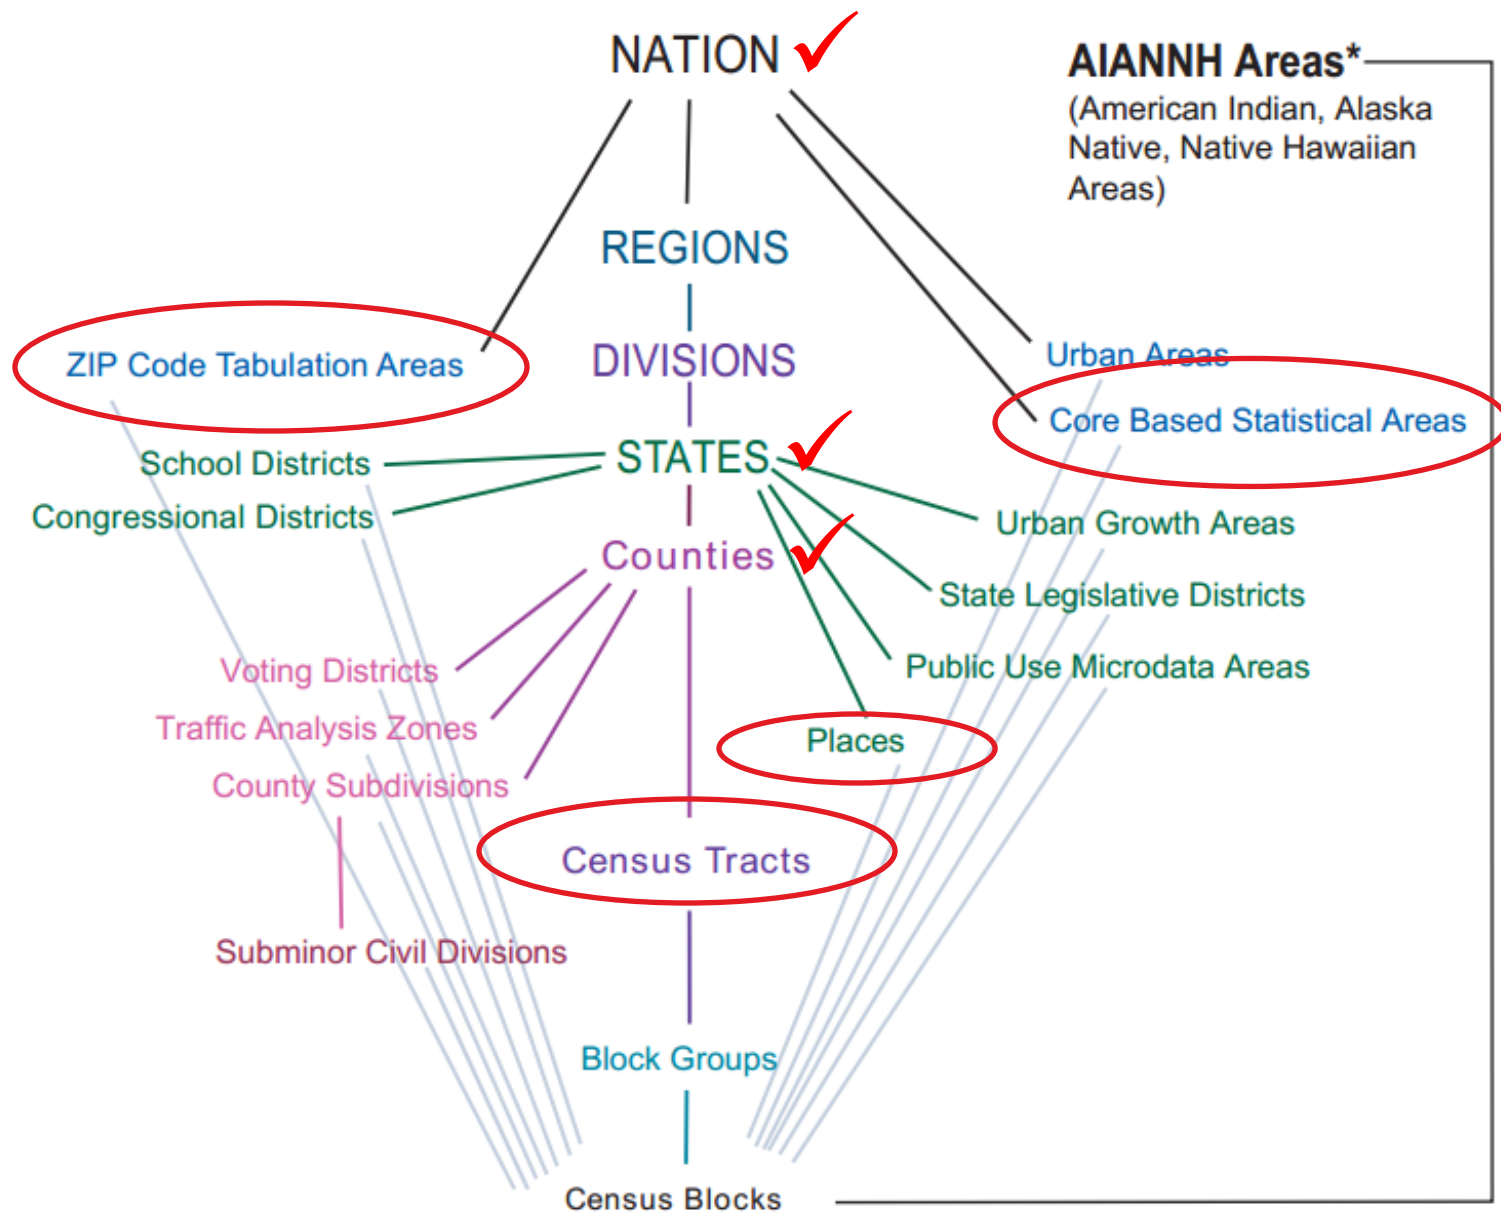 NATION
AIANNH Areas*
(American Indian, Alaska
Native, Native Hawaiian
Areas)
REGIONS
ZIP Code Tabulation Areas
DIVISIONS
Urban Areas
Core Based Statistical Areas
School Districts
STATES
Congressional Districts
Urban Growth Areas
Counties
State Legislative Districts
Voting Districts
Public Use Microdata Areas
Traffic Analysis Zones
Places
County Subdivisions
Census Tracts
Subminor Civil Divisions
Block Groups
Census Blocks